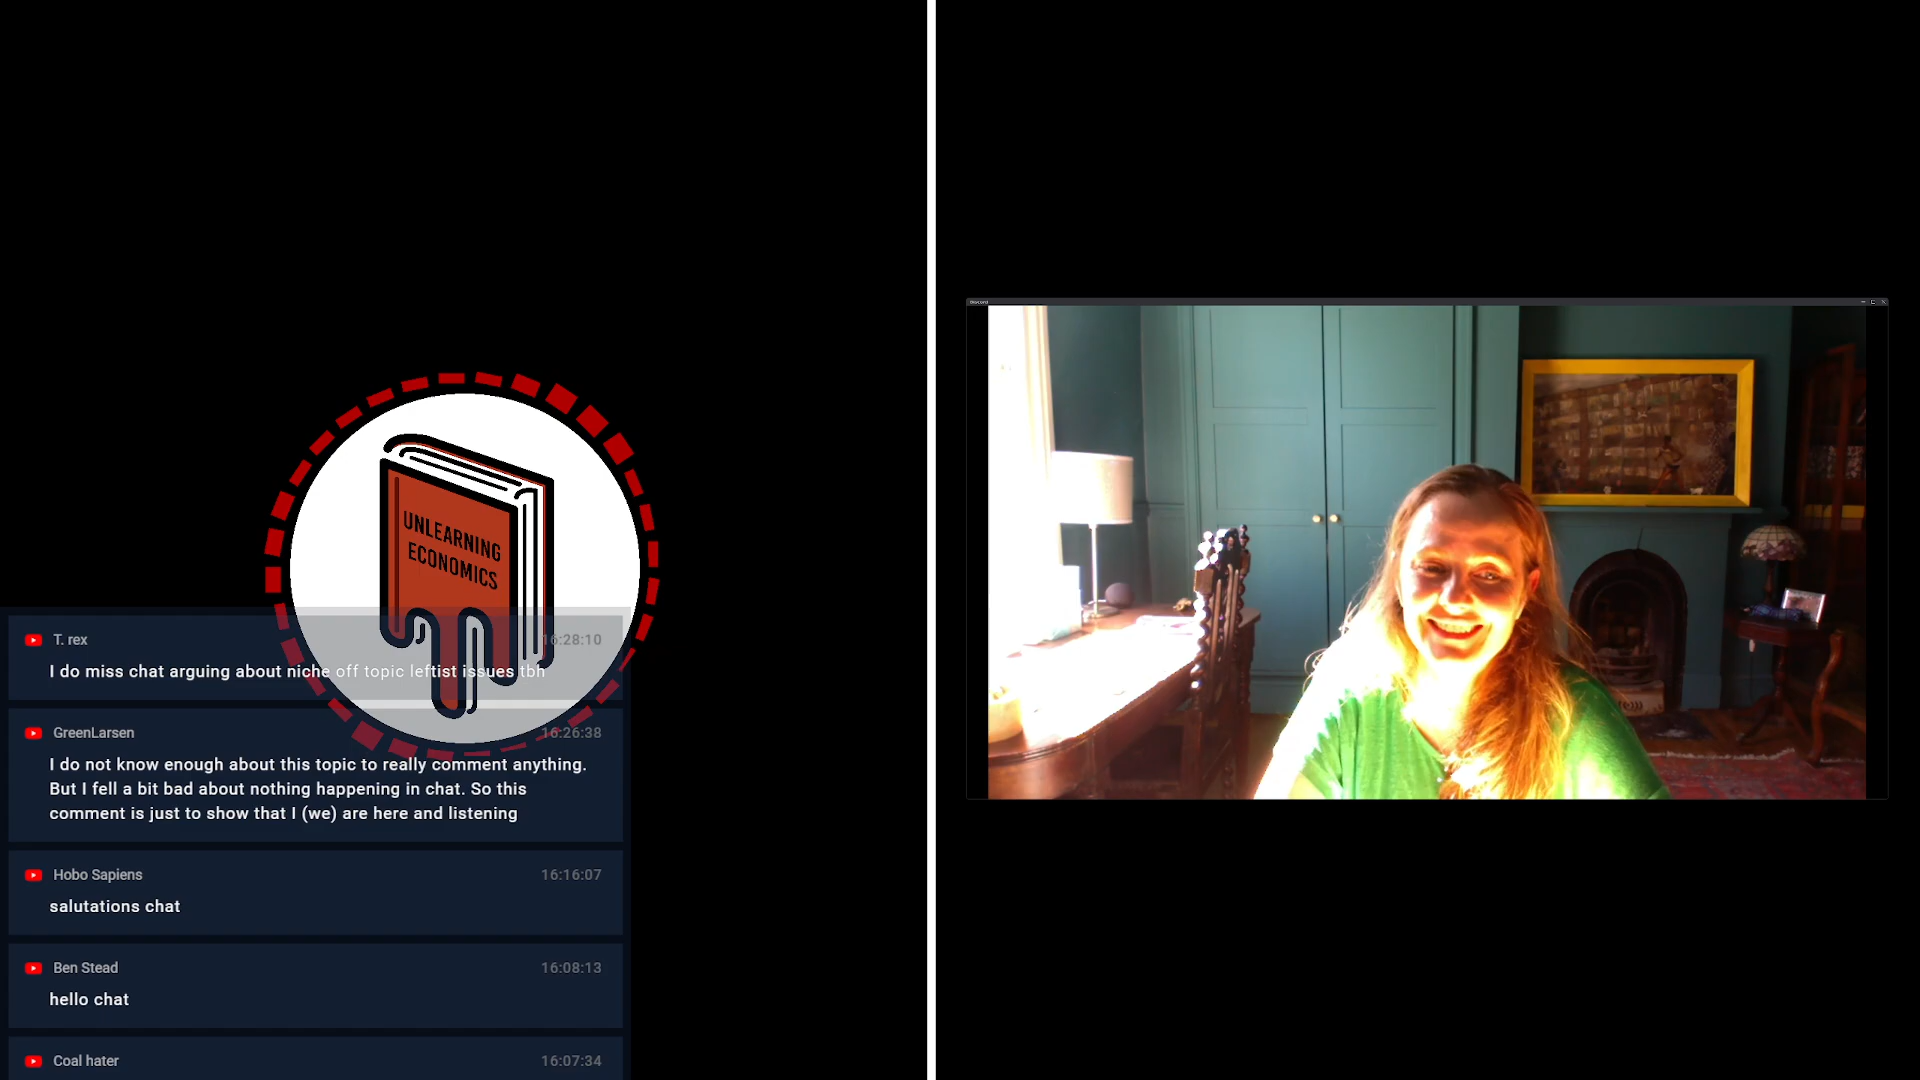 UNLEARNING
ECONOMICS
T. rex 16:28:10
I do miss chat arguing about niche off topic leftist issues tbh
GreenLarsen 16:26:38
I do not know enough about this topic to really comment anything.
But I fell a bit bad about nothing happening in chat. So this
comment is just to show that I (we) are here and listening
Hobo Sapiens 16:16:07
salutations chat
Ben Stead 16:08:13
hello chat
Coal hater 16:07:34
Discord